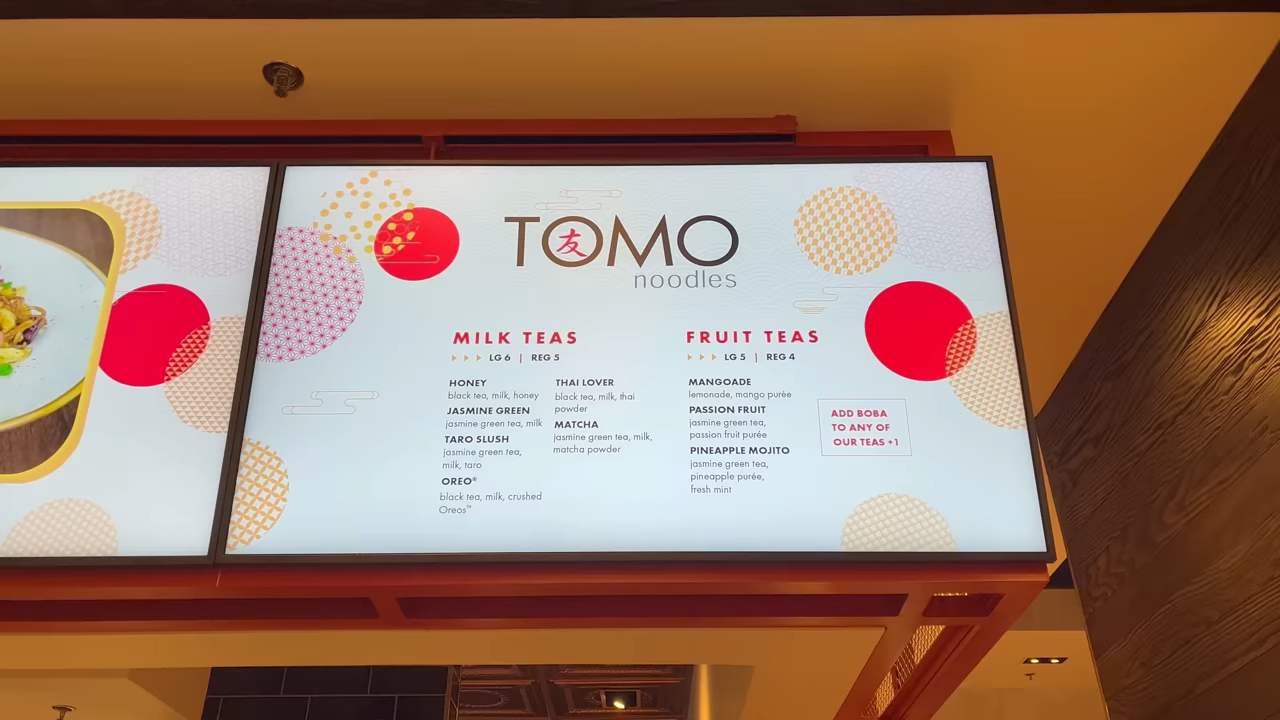 TOMO
友
noodles
MILK TEAS
LG 6 | REG 5
HONEY
black tea, milk, honey
JASMINE GREEN
jasmine green tea, milk
TARO SLUSH
jasmine green tea,
milk, taro
OREO®
black tea, milk, crushed
Oreos™
THAI LOVER
black tea, milk, thai
powder
MATCHA
jasmine green tea, milk,
matcha powder
FRUIT TEAS
LG 5 | REG 4
MANGOADE
lemonade, mango purée
PASSION FRUIT
jasmine green tea,
passion fruit purée
PINEAPPLE MOJITO
jasmine green tea,
pineapple purée,
fresh mint
ADD BOBA
TO ANY OF
OUR TEAS +1